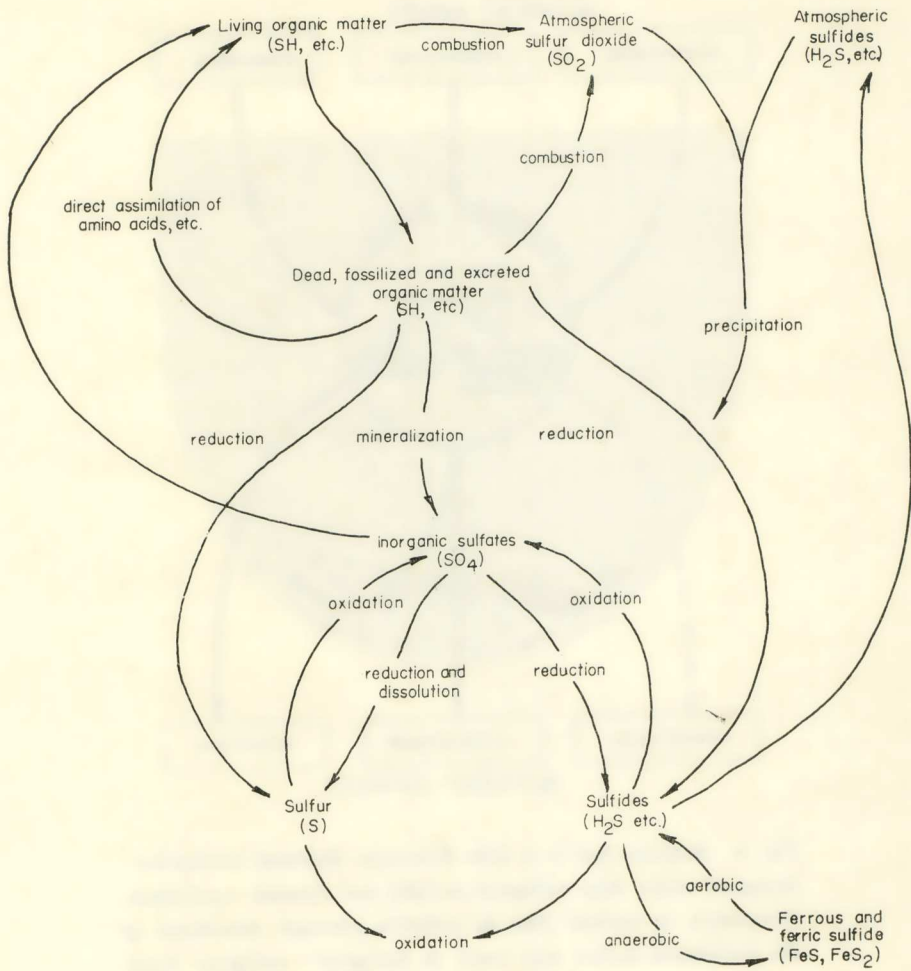 Living organic matter
(SH, etc.)
combustion
Atmospheric
sulfur dioxide
(SO2)
Atmospheric
sulfides
(H2S, etc)
combustion
direct assimilation of
amino acids, etc.
Dead, fossilized and excreted
organic matter
(SH, etc)
precipitation
reduction
mineralization
reduction
inorganic sulfates
(SO4)
oxidation
oxidation
reduction and
dissolution
reduction
Sulfur
(S)
Sulfides
(H2S etc.)
aerobic
Ferrous and
ferric sulfide
(FeS, FeS2)
oxidation
anaerobic